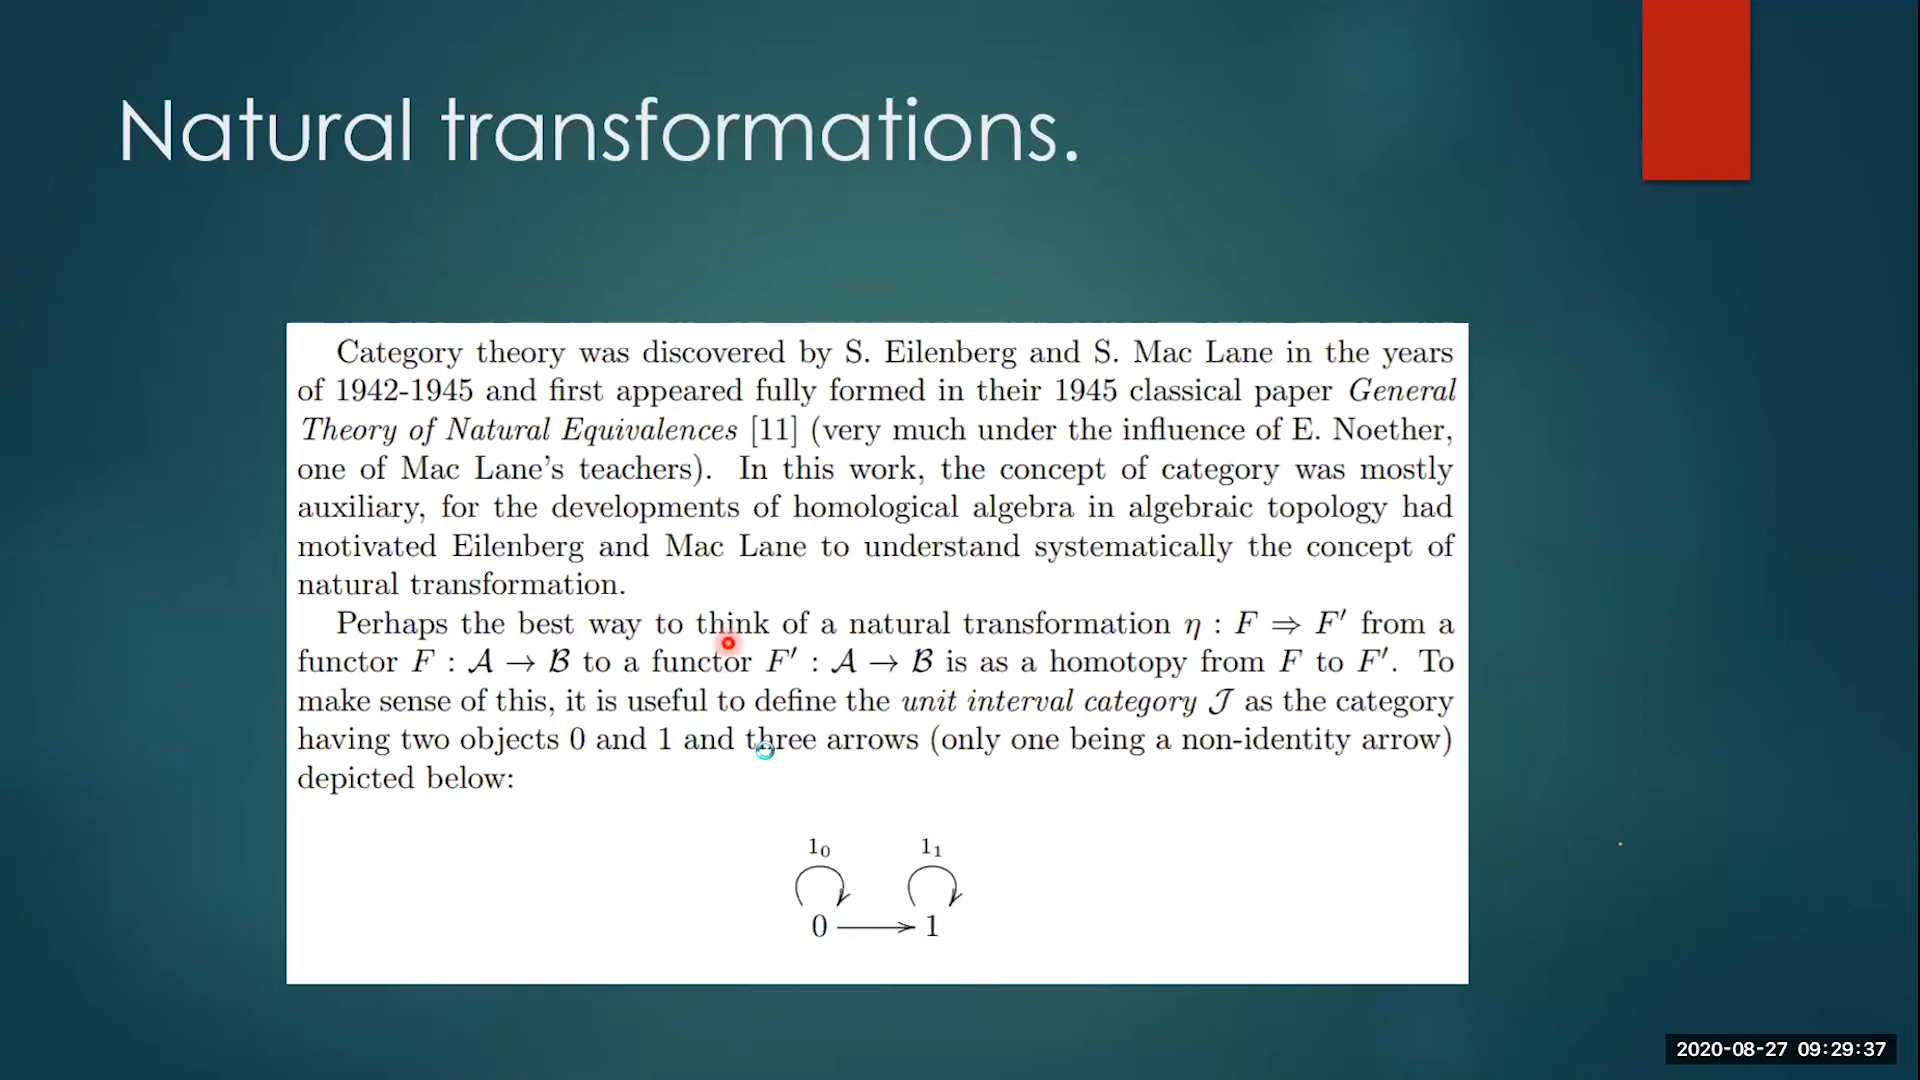 Natural transformations.
Category theory was discovered by S. Eilenberg and S. Mac Lane in the years
of 1942-1945 and first appeared fully formed in their 1945 classical paper General
Theory of Natural Equivalences [11] (very much under the influence of E. Noether,
one of Mac Lane's teachers). In this work, the concept of category was mostly
auxiliary, for the developments of homological algebra in algebraic topology had
motivated Eilenberg and Mac Lane to understand systematically the concept of
natural transformation.
Perhaps the best way to think of a natural transformation η : F ⇒ F′ from a
functor F : 𝒜 → ℬ to a functor F′ : 𝒜 → ℬ is as a homotopy from F to F′. To
make sense of this, it is useful to define the unit interval category ℐ as the category
having two objects 0 and 1 and three arrows (only one being a non-identity arrow)
depicted below:
1₀ 1₁
0 → 1
2020-08-27 09:29:37